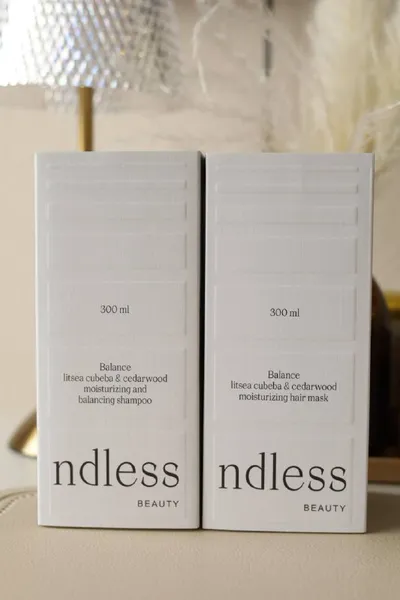 300 ml
Balance
litsea cubeba & cedarwood
moisturizing and
balancing shampoo
ndless
BEAUTY
300 ml
Balance
litsea cubeba & cedarwood
moisturizing hair mask
ndless
BEAUTY